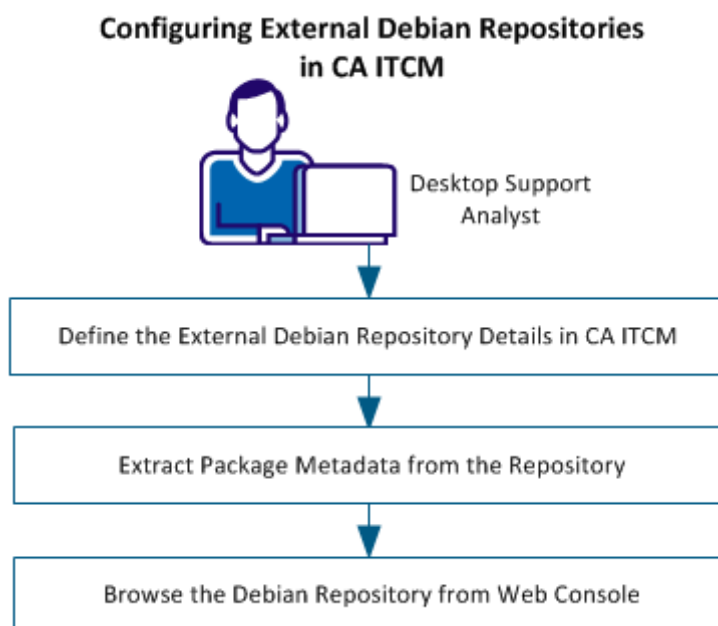 Configuring External Debian Repositories
in CA ITCM
Desktop Support
Analyst
Define the External Debian Repository Details in CA ITCM
Extract Package Metadata from the Repository
Browse the Debian Repository from Web Console